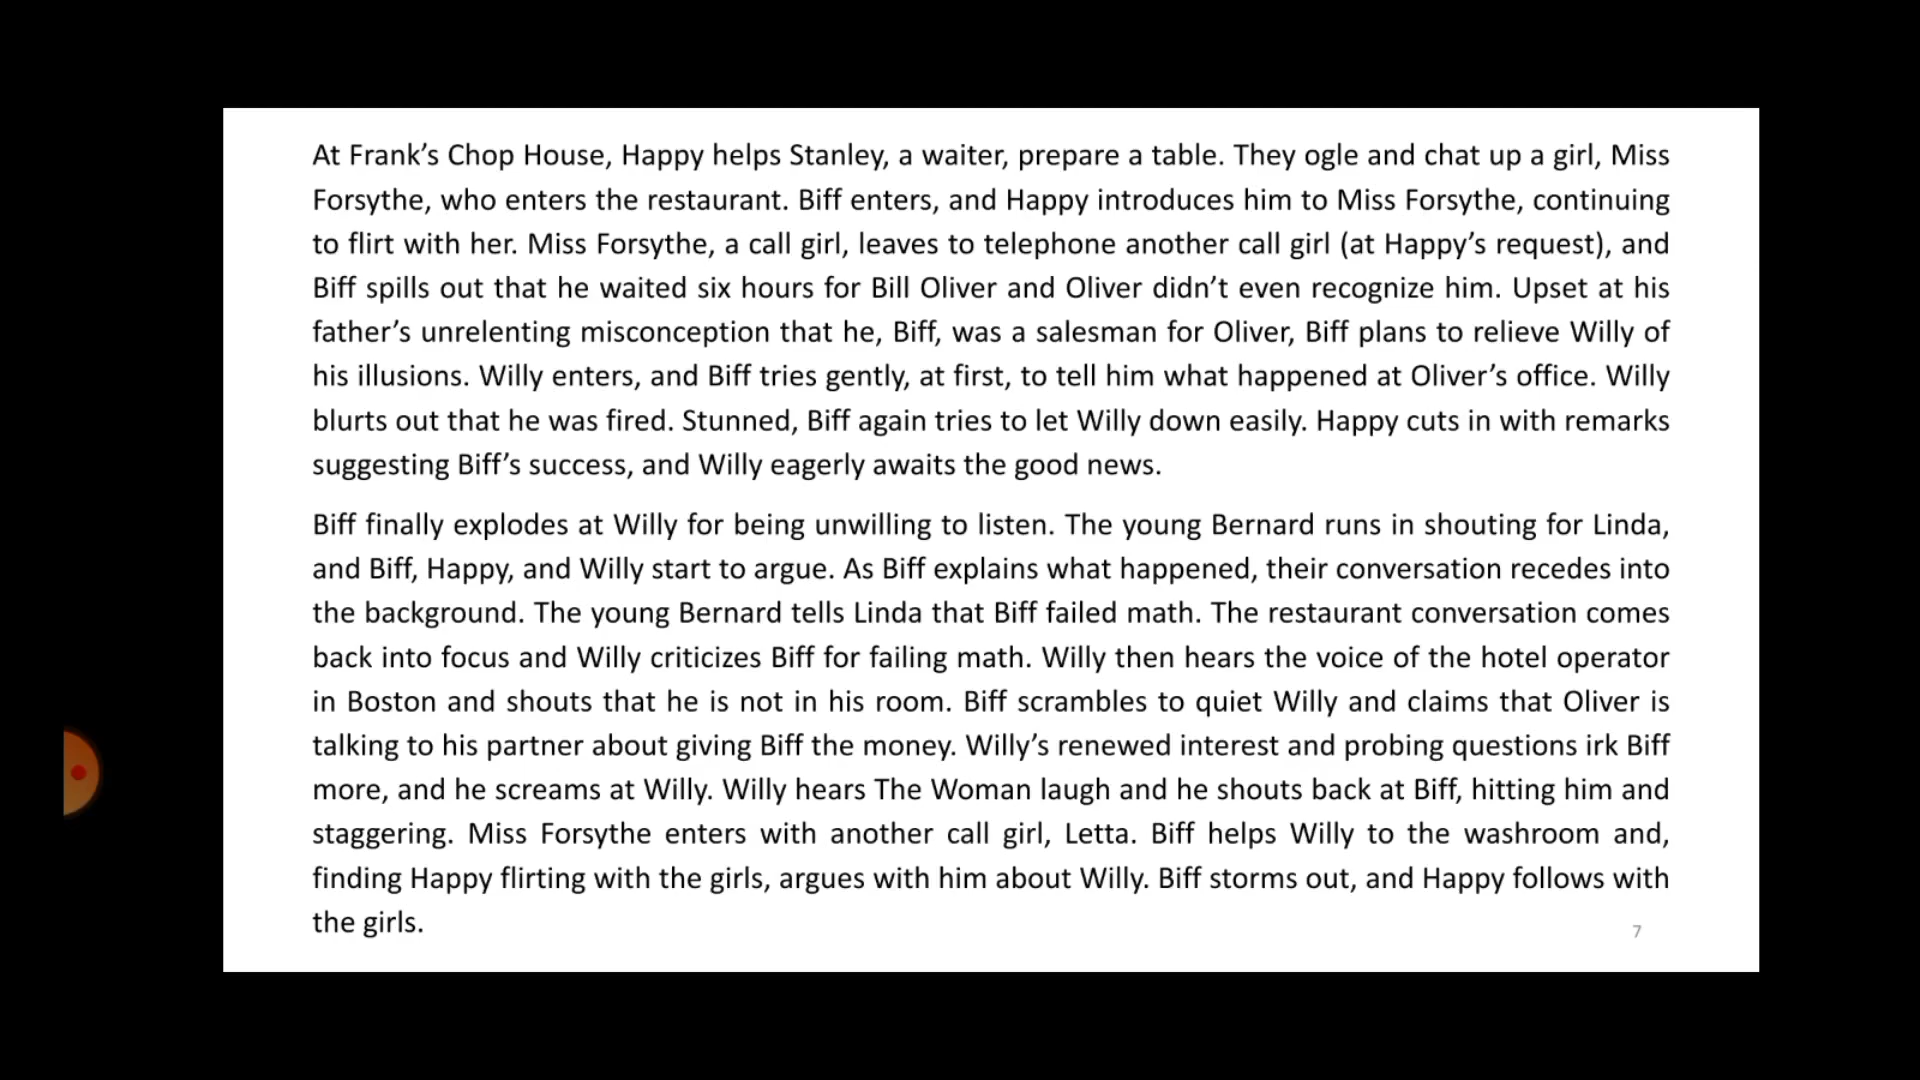 At Frank’s Chop House, Happy helps Stanley, a waiter, prepare a table. They ogle and chat up a girl, Miss
Forsythe, who enters the restaurant. Biff enters, and Happy introduces him to Miss Forsythe, continuing
to flirt with her. Miss Forsythe, a call girl, leaves to telephone another call girl (at Happy’s request), and
Biff spills out that he waited six hours for Bill Oliver and Oliver didn’t even recognize him. Upset at his
father’s unrelenting misconception that he, Biff, was a salesman for Oliver, Biff plans to relieve Willy of
his illusions. Willy enters, and Biff tries gently, at first, to tell him what happened at Oliver’s office. Willy
blurts out that he was fired. Stunned, Biff again tries to let Willy down easily. Happy cuts in with remarks
suggesting Biff’s success, and Willy eagerly awaits the good news.
Biff finally explodes at Willy for being unwilling to listen. The young Bernard runs in shouting for Linda,
and Biff, Happy, and Willy start to argue. As Biff explains what happened, their conversation recedes into
the background. The young Bernard tells Linda that Biff failed math. The restaurant conversation comes
back into focus and Willy criticizes Biff for failing math. Willy then hears the voice of the hotel operator
in Boston and shouts that he is not in his room. Biff scrambles to quiet Willy and claims that Oliver is
talking to his partner about giving Biff the money. Willy’s renewed interest and probing questions irk Biff
more, and he screams at Willy. Willy hears The Woman laugh and he shouts back at Biff, hitting him and
staggering. Miss Forsythe enters with another call girl, Letta. Biff helps Willy to the washroom and,
finding Happy flirting with the girls, argues with him about Willy. Biff storms out, and Happy follows with
the girls.
7